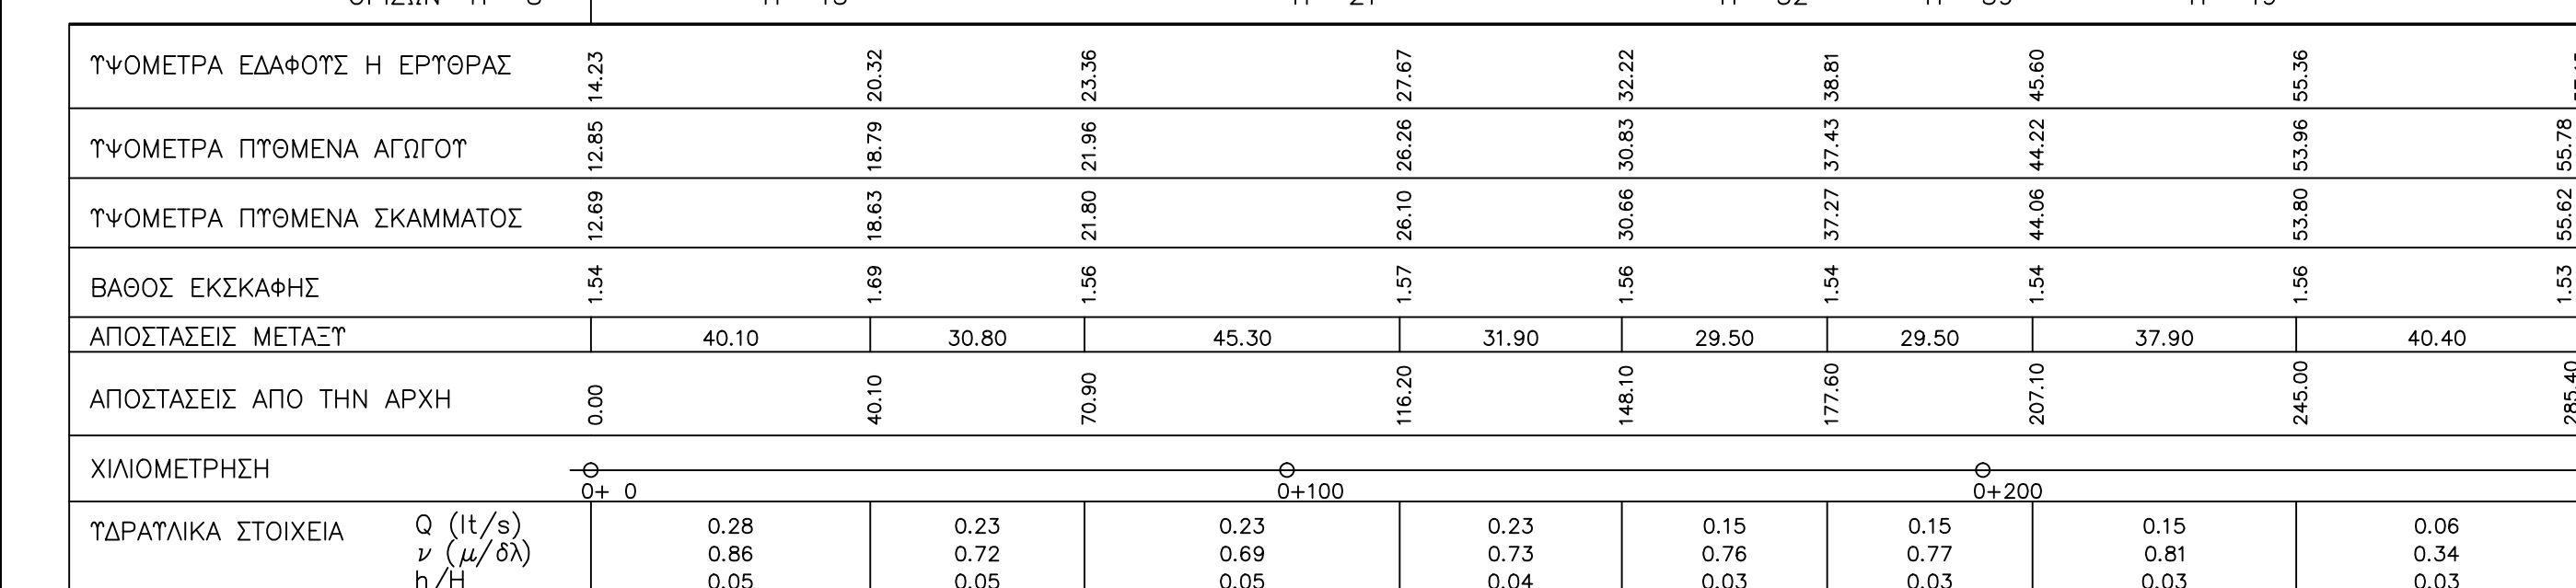 ΥΨΟΜΕΤΡΑ ΕΔΑΦΟΥΣ Η ΕΡΥΘΡΑΣ 14.23 20.32 23.36 27.67 32.22 38.81 45.60 55.36
ΥΨΟΜΕΤΡΑ ΠΥΘΜΕΝΑ ΑΓΩΓΟΥ 12.85 18.79 21.96 26.26 30.83 37.43 44.22 53.96 55.78
ΥΨΟΜΕΤΡΑ ΠΥΘΜΕΝΑ ΣΚΑΜΜΑΤΟΣ 12.69 18.63 21.80 26.10 30.66 37.27 44.06 53.80 55.62
ΒΑΘΟΣ ΕΚΣΚΑΦΗΣ 1.54 1.69 1.56 1.57 1.56 1.54 1.54 1.56 1.53
ΑΠΟΣΤΑΣΕΙΣ ΜΕΤΑΞΥ 40.10 30.80 45.30 31.90 29.50 29.50 37.90 40.40
ΑΠΟΣΤΑΣΕΙΣ ΑΠΟ ΤΗΝ ΑΡΧΗ 0.00 40.10 70.90 116.20 148.10 177.60 207.10 245.00 285.40
ΧΙΛΙΟΜΕΤΡΗΣΗ
0+ 0 0+100 0+200
ΥΔΡΑΥΛΙΚΑ ΣΤΟΙΧΕΙΑ Q (lt/s) 0.28 0.23 0.23 0.23 0.15 0.15 0.15 0.06
ν (μ/δλ) 0.86 0.72 0.69 0.73 0.76 0.77 0.81 0.34
h/H 0.05 0.05 0.05 0.04 0.03 0.03 0.03 0.03